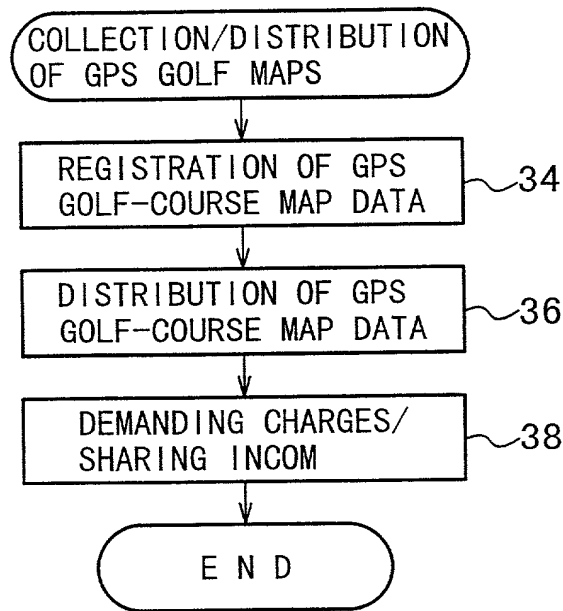 COLLECTION/DISTRIBUTION
OF GPS GOLF MAPS
REGISTRATION OF GPS
GOLF-COURSE MAP DATA
34
DISTRIBUTION OF GPS
GOLF-COURSE MAP DATA
36
DEMANDING CHARGES/
SHARING INCOM
38
END